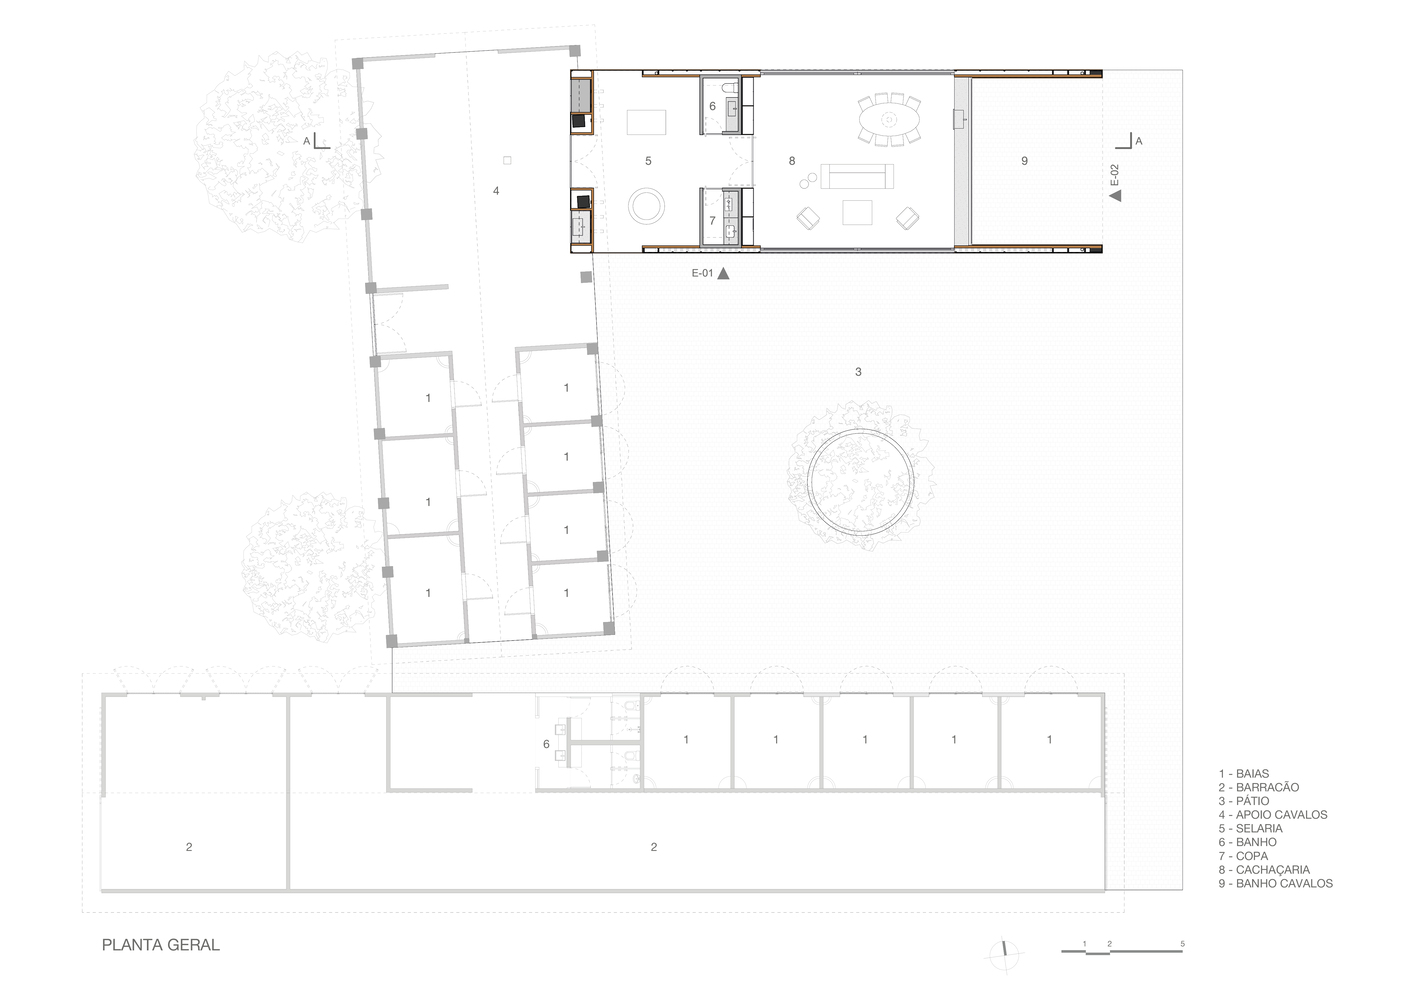 6
A
5
8
9
A
E-02
4
7
E-01
3
1
1
1
1
1
1
1
6
1
1
1
1
1
2
2
1 - BAIAS
2 - BARRACÃO
3 - PÁTIO
4 - APOIO CAVALOS
5 - SELARIA
6 - BANHO
7 - COPA
8 - CACHAÇARIA
9 - BANHO CAVALOS
PLANTA GERAL
1 2 5